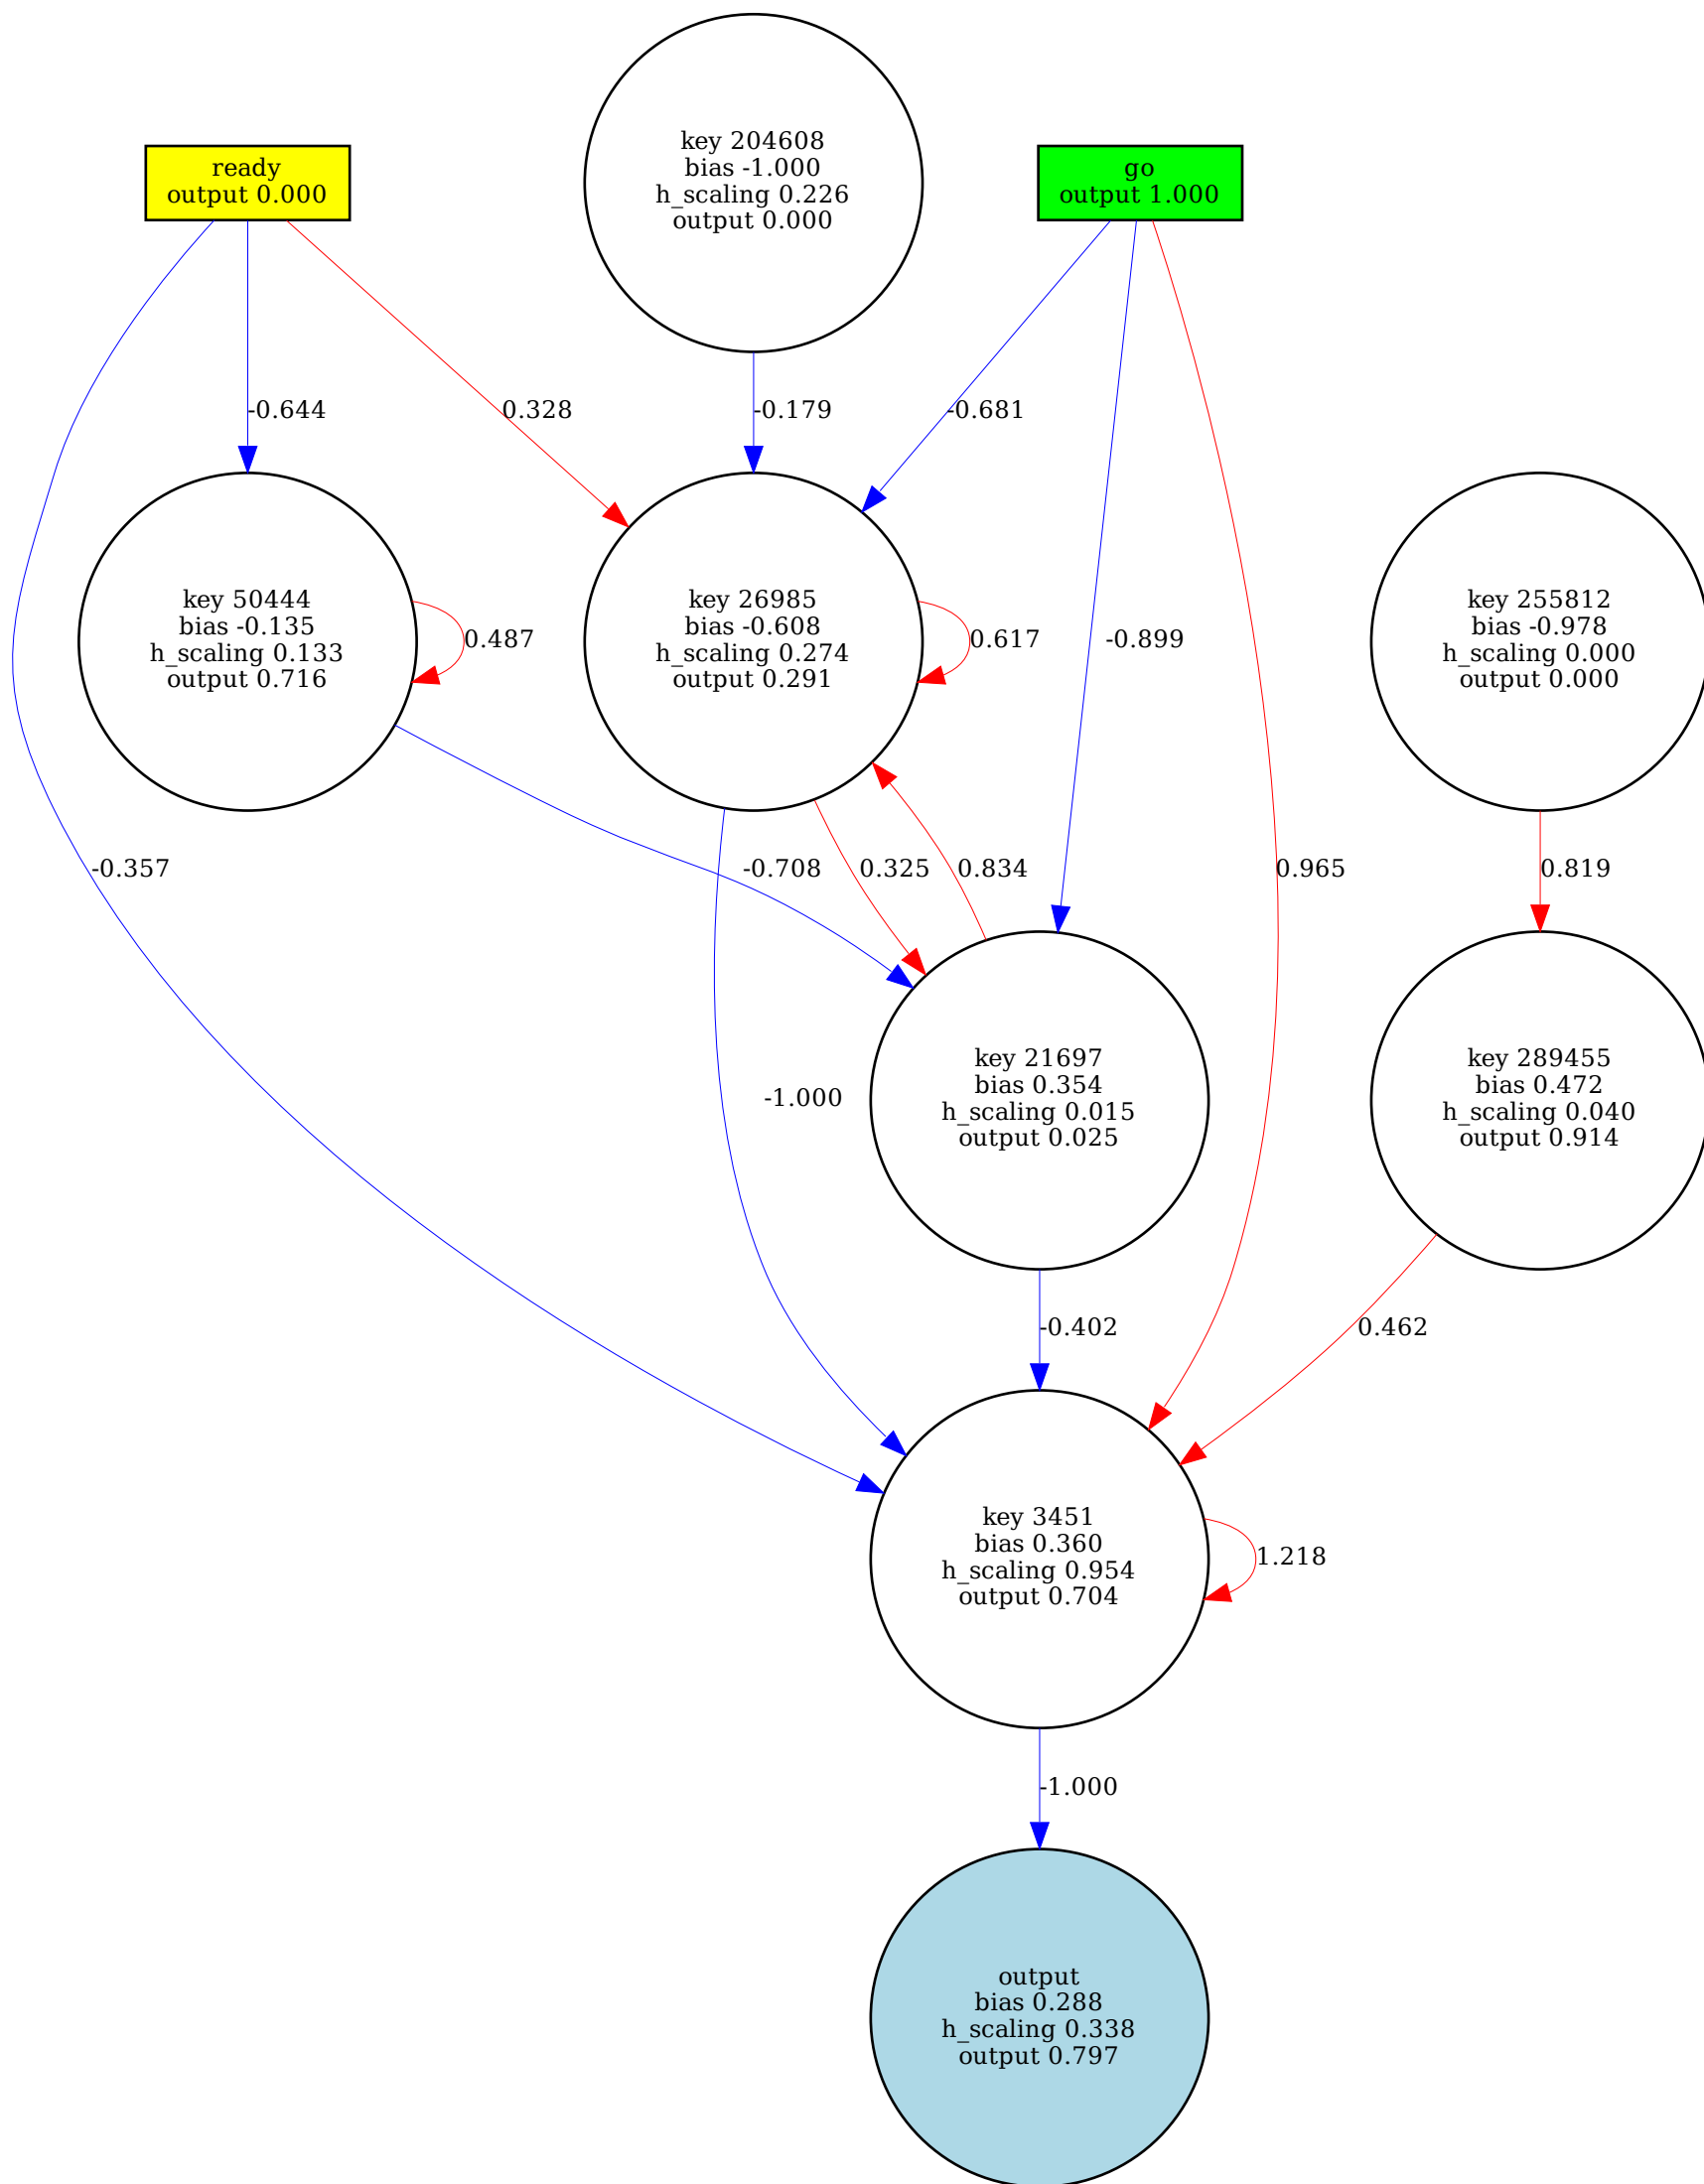 key 204608
bias -1.000
h_scaling 0.226
output 0.000
ready
output 0.000
go
output 1.000
-0.644
0.328
-0.179
-0.681
key 50444
bias -0.135
h_scaling 0.133
output 0.716
0.487
key 26985
bias -0.608
h_scaling 0.274
output 0.291
0.617
-0.899
key 255812
bias -0.978
h_scaling 0.000
output 0.000
-0.357
-0.708
0.325
0.834
0.965
0.819
-1.000
key 21697
bias 0.354
h_scaling 0.015
output 0.025
key 289455
bias 0.472
h_scaling 0.040
output 0.914
-0.402
0.462
key 3451
bias 0.360
h_scaling 0.954
output 0.704
1.218
-1.000
output
bias 0.288
h_scaling 0.338
output 0.797